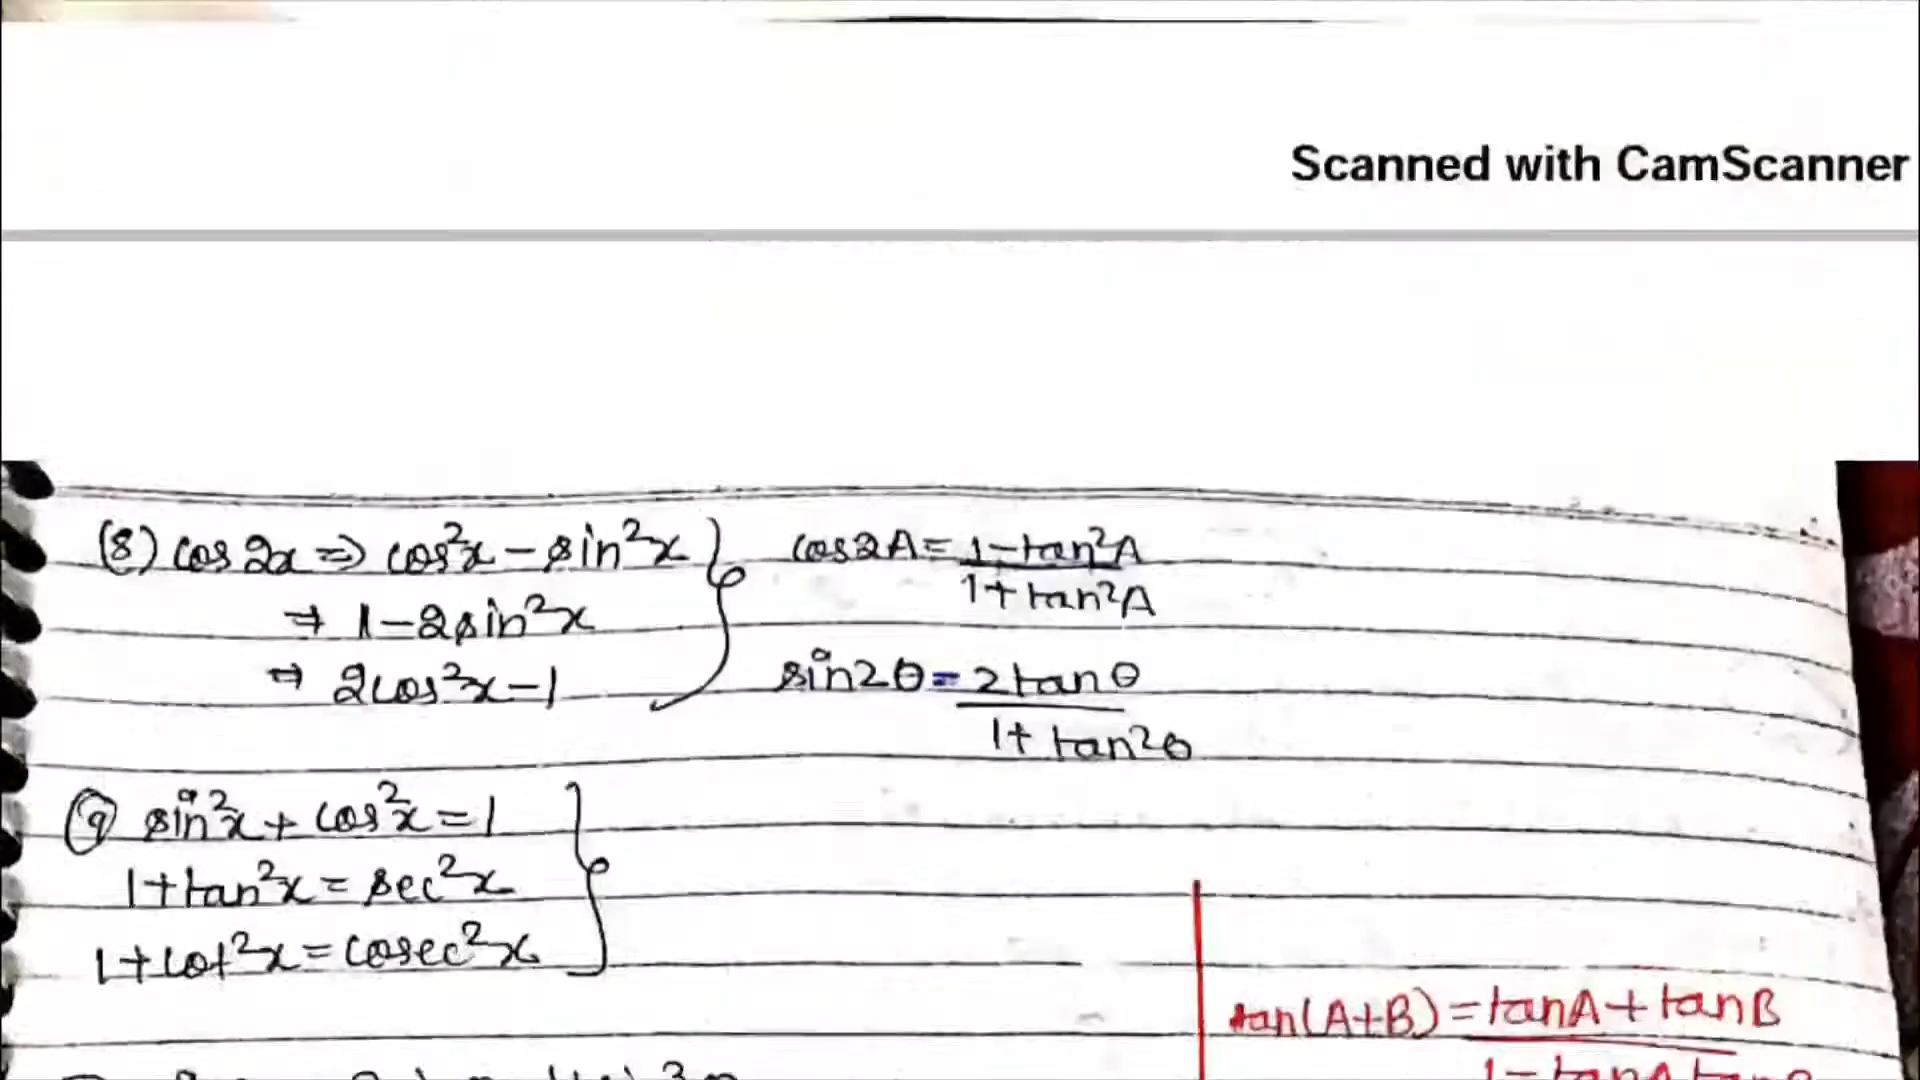 Scanned with CamScanner
(8) cos 2x ⇒ cos²x − sin²x
⇒ 1−2sin²x
⇒ 2cos²x−1
cos2A = 1−tan²A
1+tan²A
sin2θ = 2tanθ
1+ tan²θ
(9) sin²x + cos²x = 1
1+tan²x = sec²x
1+cot²x = cosec²x
tan(A+B) = tanA + tanB